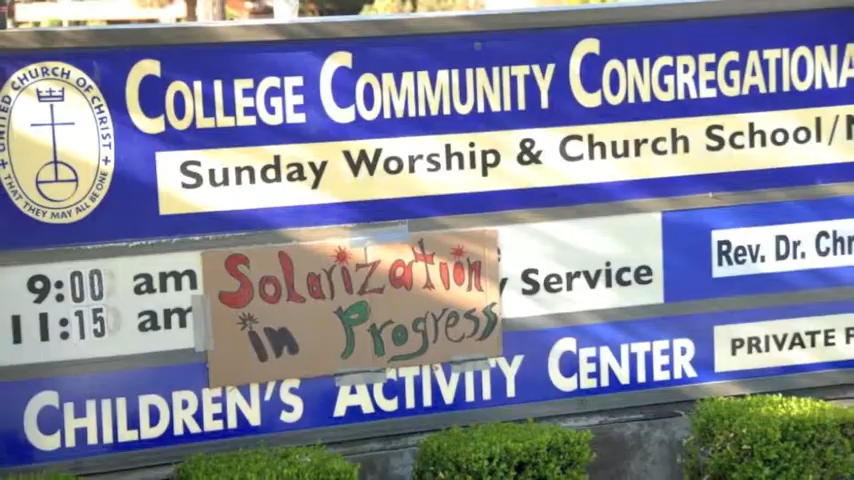 UNITED CHURCH OF CHRIST
THAT THEY MAY ALL BE ONE
COLLEGE COMMUNITY CONGREGATIONA
Sunday Worship & Church School/N
9:00 am
11:15 am
Solarization
in Progress
y Service
Rev. Dr. Chr
CHILDREN'S ACTIVITY CENTER
PRIVATE P